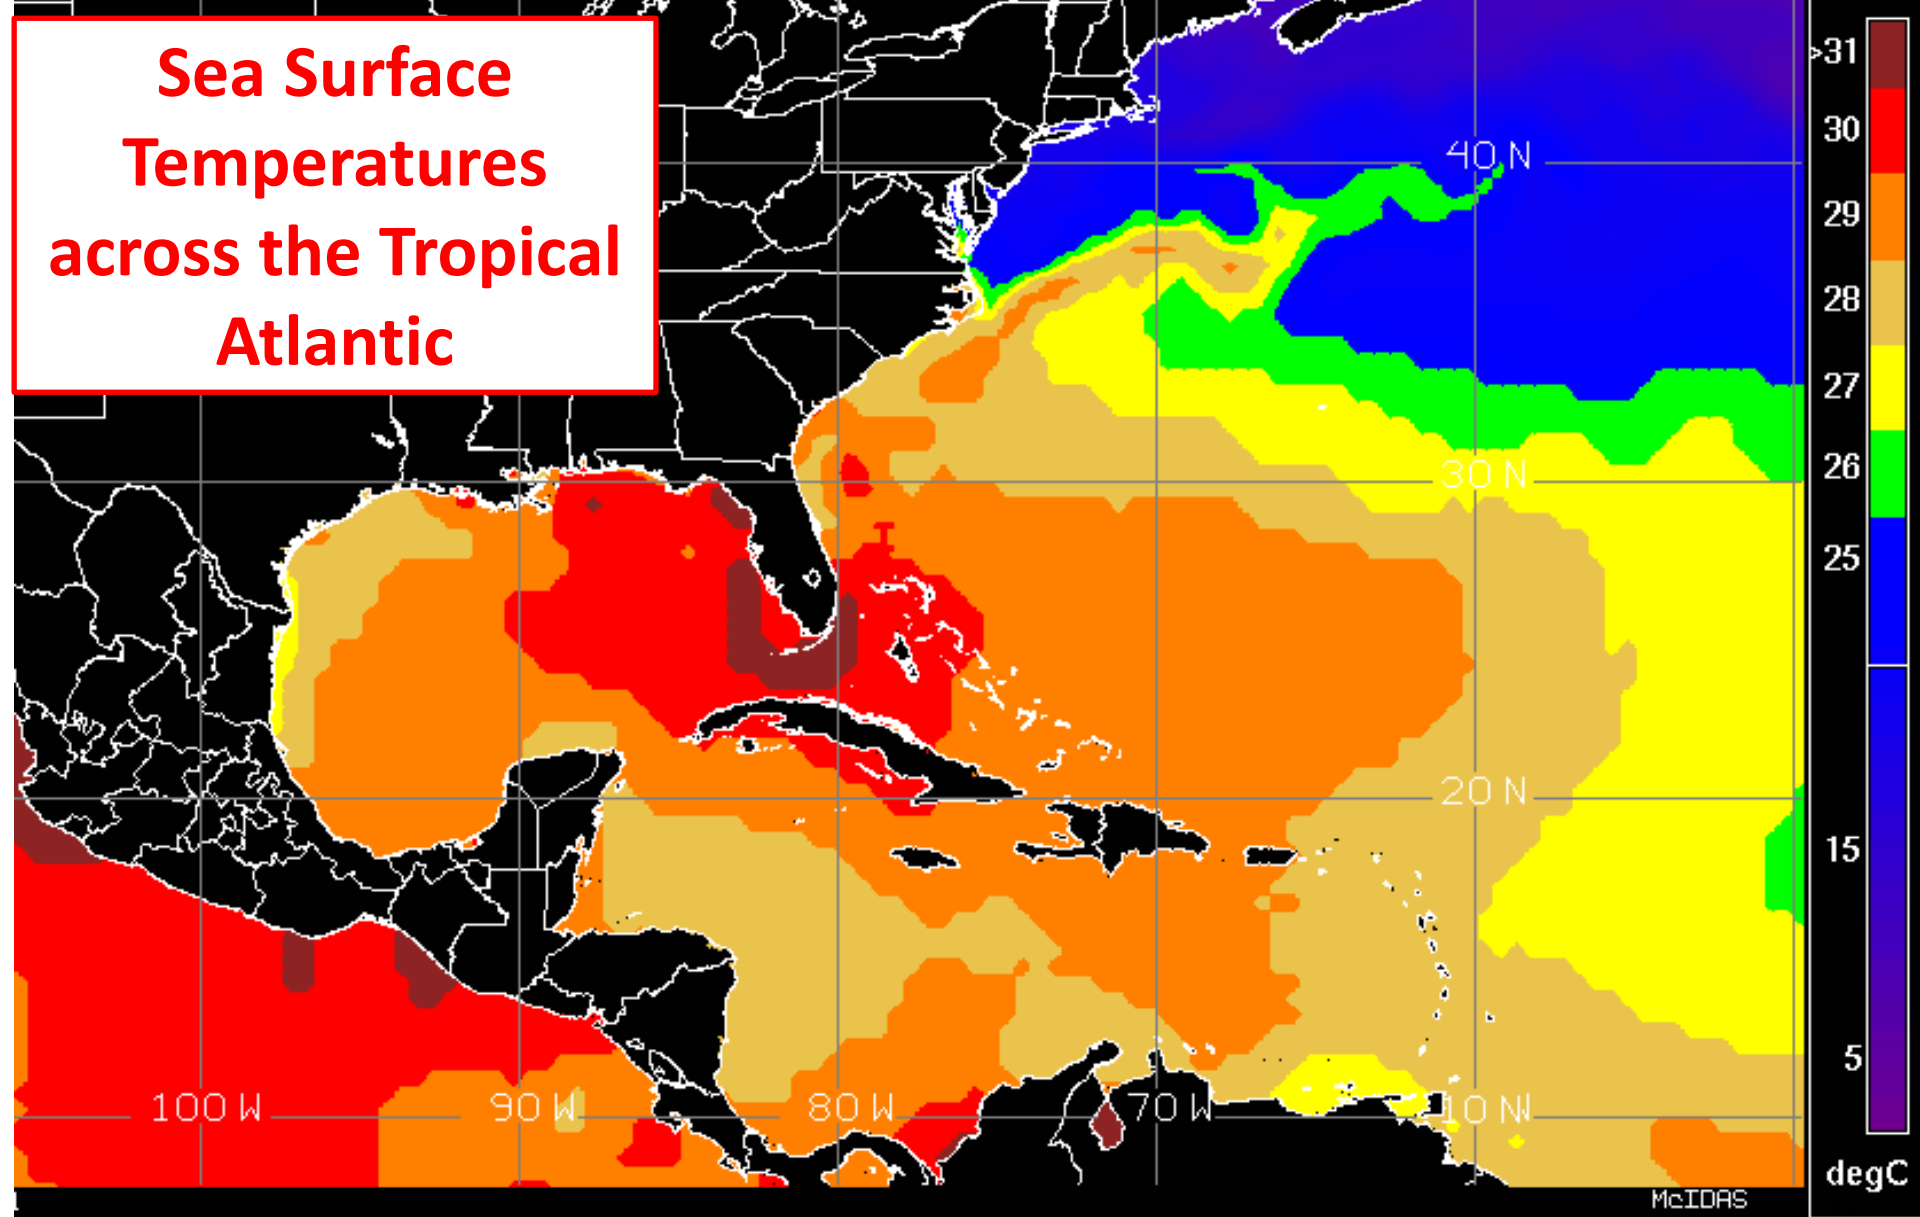 Sea Surface
Temperatures
across the Tropical
Atlantic
>31
30
29
28
27
26
25
15
5
degC
40 N
30 N
20 N
10 N
100 W
90 W
80 W
70 W
McIDAS